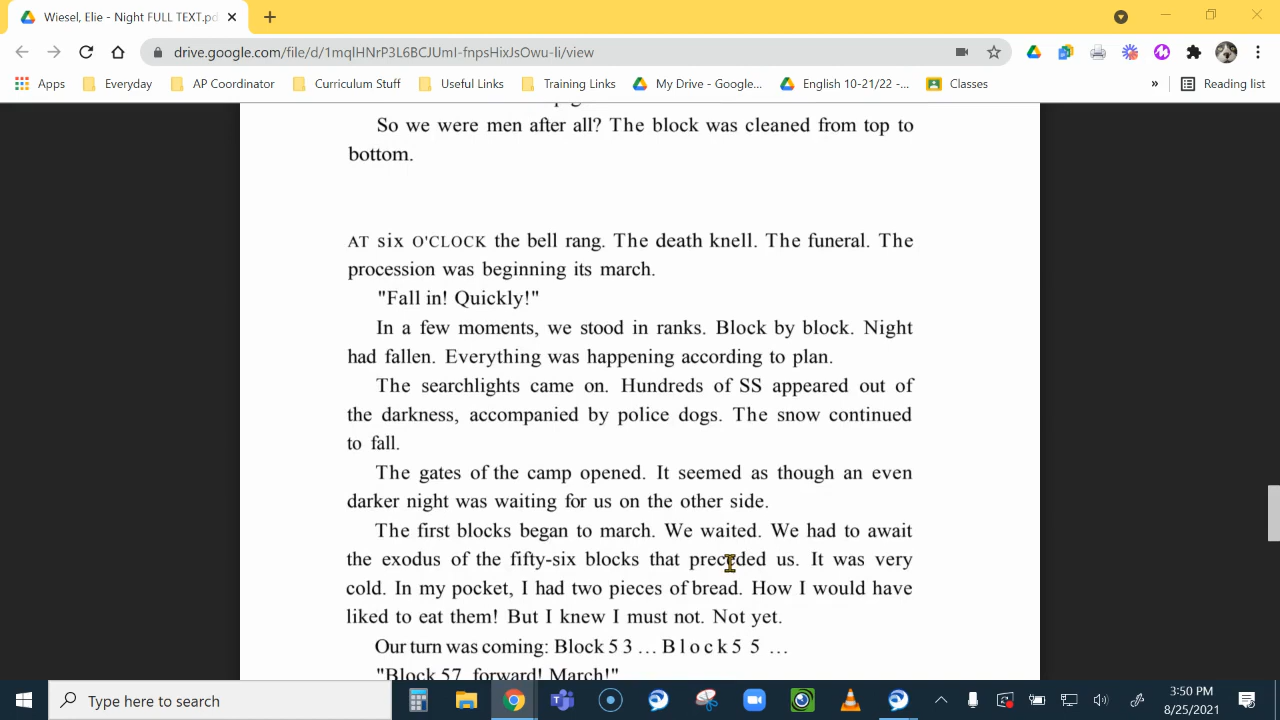 Wiesel, Elie - Night FULL TEXT.pd
drive.google.com/file/d/1mqlHNrP3L6BCJUmI-fnpsHixJsOwu-li/view
Apps Everyday AP Coordinator Curriculum Stuff Useful Links Training Links My Drive - Google... English 10-21/22 -... Classes » Reading list
So we were men after all? The block was cleaned from top to
bottom.
AT six O'CLOCK the bell rang. The death knell. The funeral. The
procession was beginning its march.
"Fall in! Quickly!"
In a few moments, we stood in ranks. Block by block. Night
had fallen. Everything was happening according to plan.
The searchlights came on. Hundreds of SS appeared out of
the darkness, accompanied by police dogs. The snow continued
to fall.
The gates of the camp opened. It seemed as though an even
darker night was waiting for us on the other side.
The first blocks began to march. We waited. We had to await
the exodus of the fifty-six blocks that preceded us. It was very
cold. In my pocket, I had two pieces of bread. How I would have
liked to eat them! But I knew I must not. Not yet.
Our turn was coming: Block 5 3 ... B l o c k 5 5 ...
"Block 57, forward! March!"
Type here to search
3:50 PM
8/25/2021